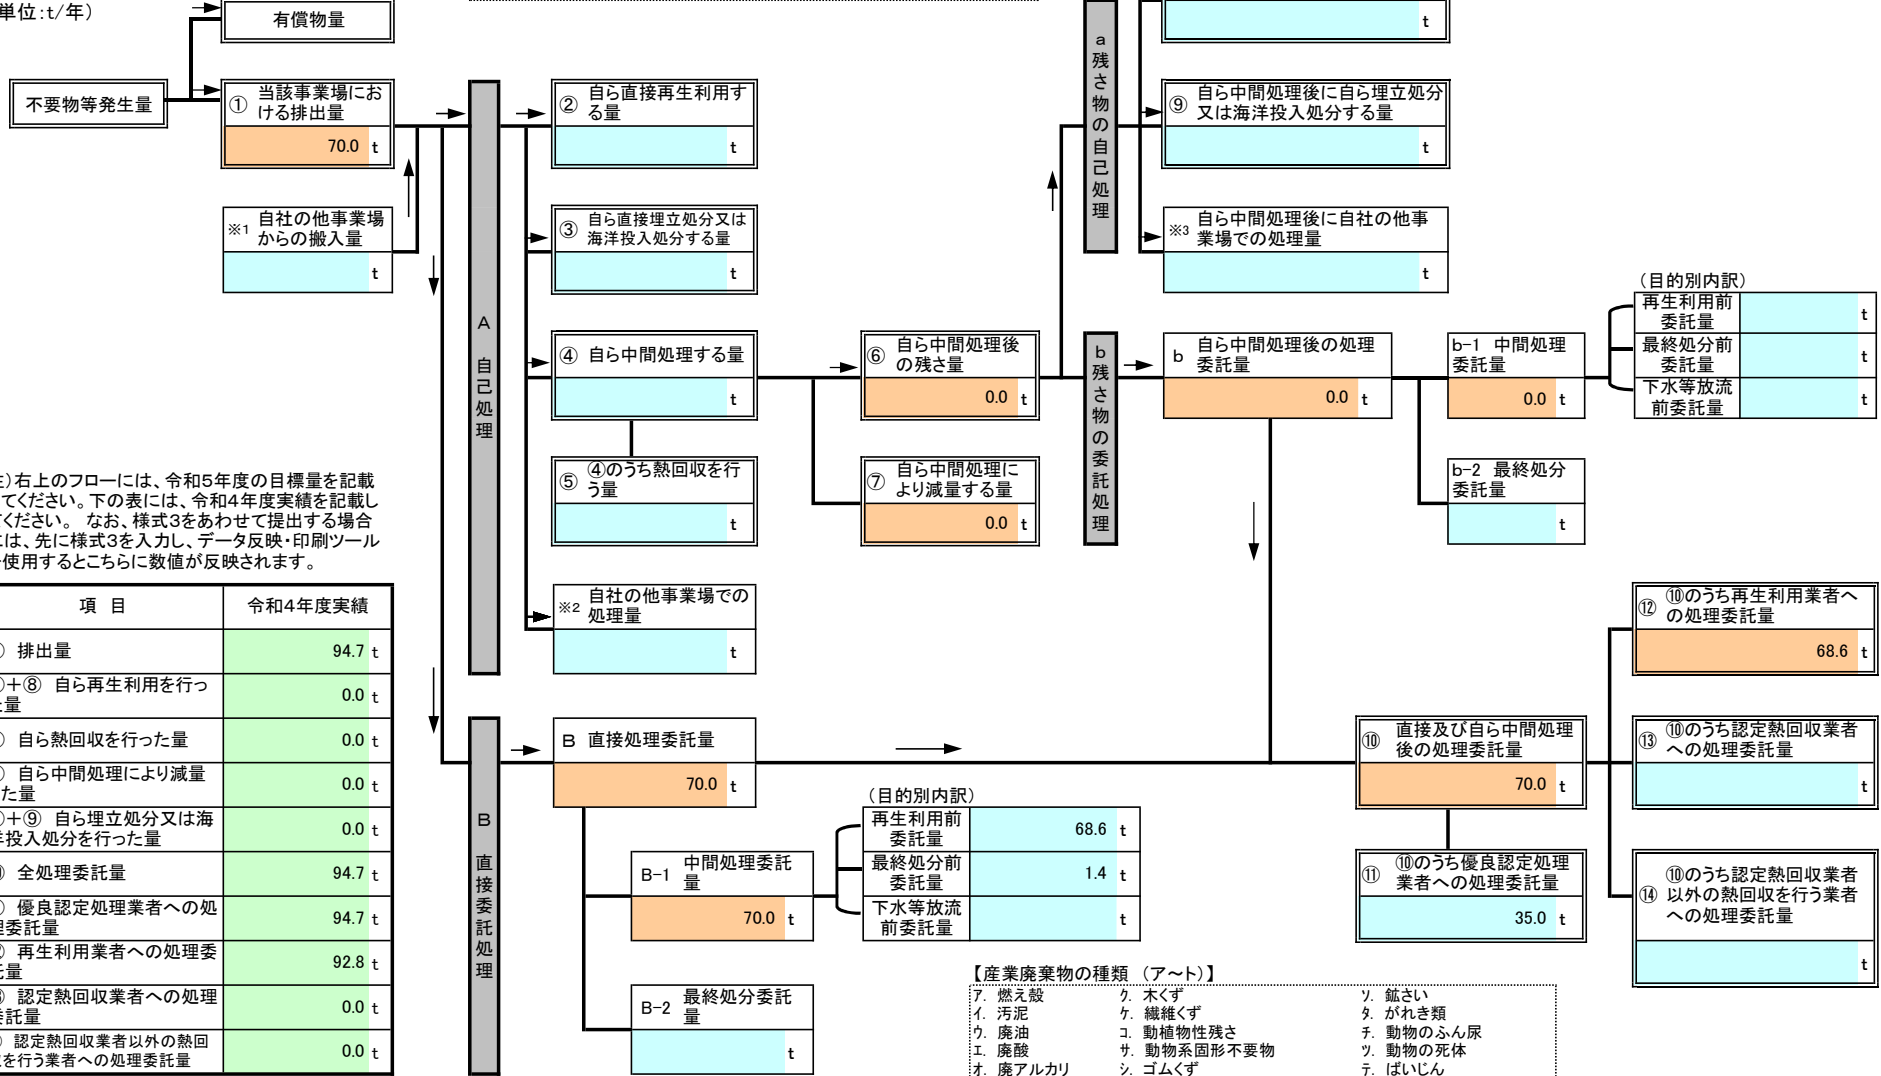 単位:t/年)
有償物量
不要物等発生量
① 当該事業場にお
ける排出量
70.0 t
※1 自社の他事業場
からの搬入量
t
A 自己処理
② 自ら直接再生利用す
る量
t
③ 自ら直接埋立処分又は
海洋投入処分する量
t
④ 自ら中間処理する量
t
⑤ ④のうち熱回収を行
う量
t
※2 自社の他事業場での
処理量
t
⑥ 自ら中間処理後
の残さ量
0.0 t
⑦ 自ら中間処理に
より減量する量
0.0 t
a 残さ物の自己処理
t
⑨ 自ら中間処理後に自ら埋立処分
又は海洋投入処分する量
t
※3 自ら中間処理後に自社の他事
業場での処理量
t
b 残さ物の委託処理
b 自ら中間処理後の処理
委託量
0.0 t
b-1 中間処理
委託量
0.0 t
b-2 最終処分
委託量
t
(目的別内訳)
再生利用前
委託量
t
最終処分前
委託量
t
下水等放流
前委託量
t
)右上のフローには、令和5年度の目標量を記載
てください。下の表には、令和4年度実績を記載し
ください。 なお、様式3をあわせて提出する場合
は、先に様式3を入力し、データ反映・印刷ツール
使用するとこちらに数値が反映されます。
項 目 令和4年度実績
排出量 94.7 t
+⑧ 自ら再生利用を行っ
量
0.0 t
自ら熱回収を行った量 0.0 t
自ら中間処理により減量
た量
0.0 t
+⑨ 自ら埋立処分又は海
投入処分を行った量
0.0 t
全処理委託量 94.7 t
優良認定処理業者への処
委託量
94.7 t
再生利用業者への処理委
量
92.8 t
認定熱回収業者への処理
託量
0.0 t
認定熱回収業者以外の熱回
を行う業者への処理委託量
0.0 t
B 直接委託処理
B 直接処理委託量
70.0 t
B-1 中間処理委託
量
70.0 t
B-2 最終処分委託
量
t
(目的別内訳)
再生利用前
委託量
68.6 t
最終処分前
委託量
1.4 t
下水等放流
前委託量
t
⑩ 直接及び自ら中間処理
後の処理委託量
70.0 t
⑪ ⑩のうち優良認定処理
業者への処理委託量
35.0 t
⑫ ⑩のうち再生利用業者へ
の処理委託量
68.6 t
⑬ ⑩のうち認定熱回収業者
への処理委託量
t
⑭ ⑩のうち認定熱回収業者
以外の熱回収を行う業者
への処理委託量
t
【産業廃棄物の種類 (ア～ト)】
ア. 燃え殻 ク. 木くず ソ. 鉱さい
イ. 汚泥 ケ. 繊維くず タ. がれき類
ウ. 廃油 コ. 動植物性残さ チ. 動物のふん尿
エ. 廃酸 サ. 動物系固形不要物 ツ. 動物の死体
オ. 廃アルカリ シ. ゴムくず テ. ばいじん